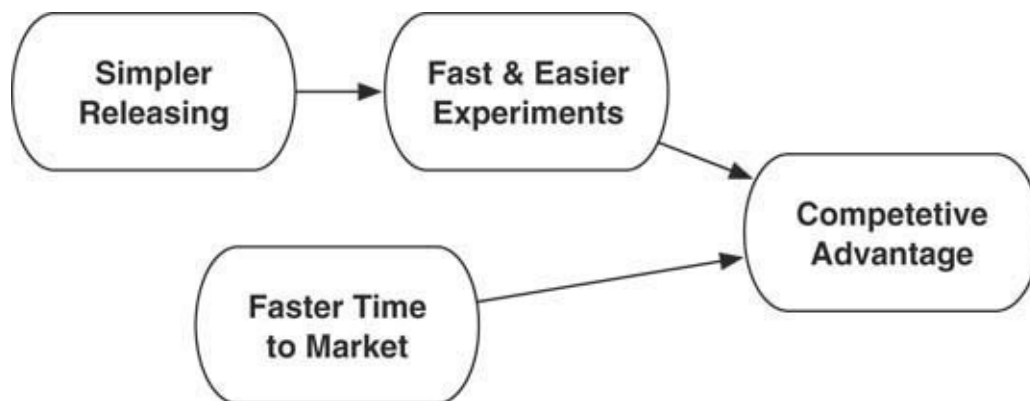 Simpler
Releasing
Fast & Easier
Experiments
Competetive
Advantage
Faster Time
to Market